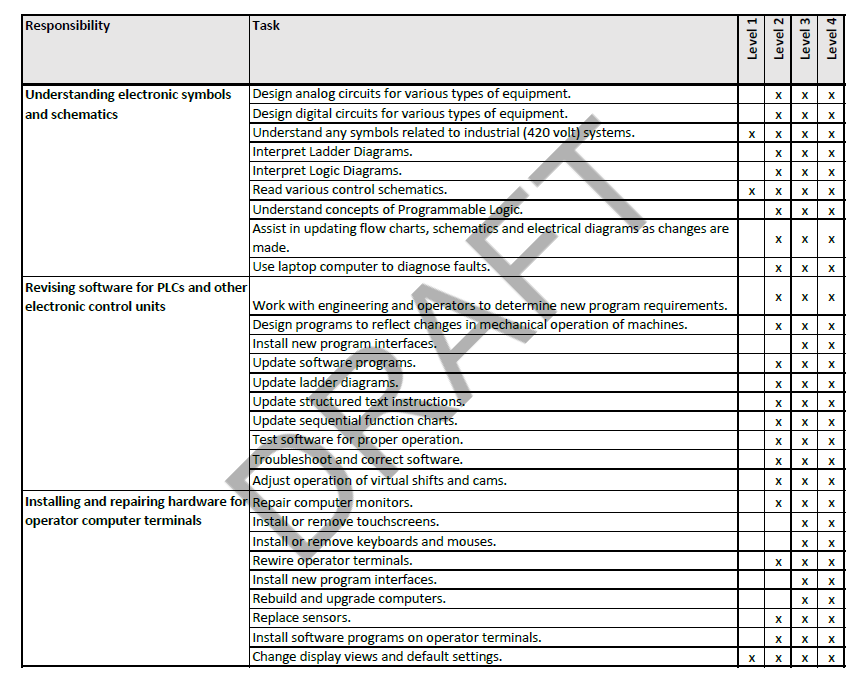 Responsibility Task Level 1 Level 2 Level 3 Level 4
Understanding electronic symbols Design analog circuits for various types of equipment. x x x
and schematics Design digital circuits for various types of equipment. x x x
Understand any symbols related to industrial (420 volt) systems. x x x x
Interpret Ladder Diagrams. x x x
Interpret Logic Diagrams. x x x
Read various control schematics. x x x x
Understand concepts of Programmable Logic. x x x
Assist in updating flow charts, schematics and electrical diagrams as changes are
made. x x x
Use laptop computer to diagnose faults. x x x
Revising software for PLCs and other
electronic control units Work with engineering and operators to determine new program requirements. x x x
Design programs to reflect changes in mechanical operation of machines. x x x
Install new program interfaces. x x
Update software programs. x x x
Update ladder diagrams. x x x
Update structured text instructions. x x x
Update sequential function charts. x x x
Test software for proper operation. x x x
Troubleshoot and correct software. x x x
Adjust operation of virtual shifts and cams. x x x
Installing and repairing hardware for Repair computer monitors. x x x
operator computer terminals Install or remove touchscreens. x x
Install or remove keyboards and mouses. x x
Rewire operator terminals. x x x
Install new program interfaces. x x
Rebuild and upgrade computers. x x
Replace sensors. x x x
Install software programs on operator terminals. x x x
Change display views and default settings. x x x x
DRAFT